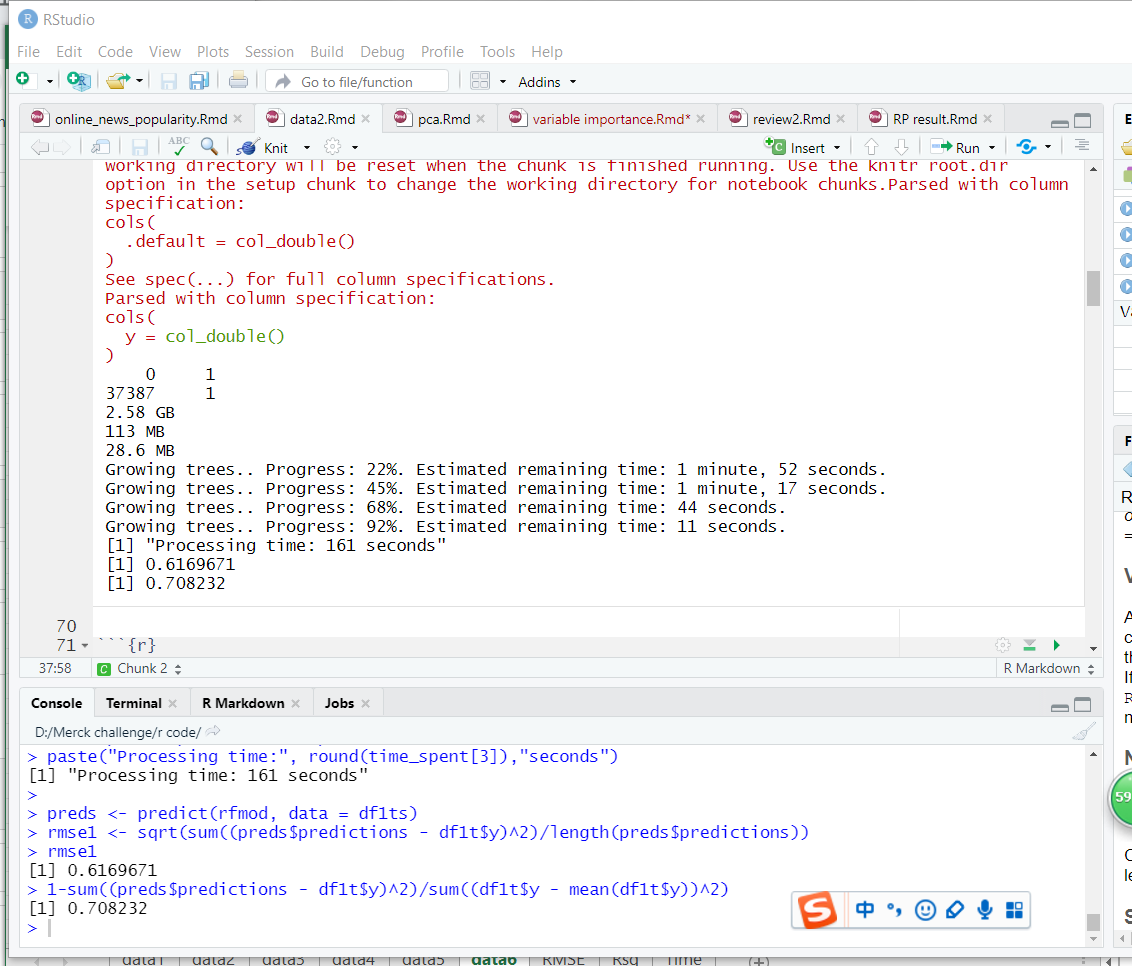 RStudio
File Edit Code View Plots Session Build Debug Profile Tools Help
Go to file/function Addins
online_news_popularity.Rmd data2.Rmd pca.Rmd variable importance.Rmd* review2.Rmd RP result.Rmd
ABC Knit Insert Run
working directory will be reset when the chunk is finished running. Use the knitr root.dir
option in the setup chunk to change the working directory for notebook chunks.Parsed with column
specification:
cols(
.default = col_double()
)
See spec(...) for full column specifications.
Parsed with column specification:
cols(
y = col_double()
)
0 1
37387 1
2.58 GB
113 MB
28.6 MB
Growing trees.. Progress: 22%. Estimated remaining time: 1 minute, 52 seconds.
Growing trees.. Progress: 45%. Estimated remaining time: 1 minute, 17 seconds.
Growing trees.. Progress: 68%. Estimated remaining time: 44 seconds.
Growing trees.. Progress: 92%. Estimated remaining time: 11 seconds.
[1] "Processing time: 161 seconds"
[1] 0.6169671
[1] 0.708232
70
71 ```{r}
37:58 C Chunk 2 R Markdown
Console Terminal R Markdown Jobs
D:/Merck challenge/r code/
> paste("Processing time:", round(time_spent[3]),"seconds")
[1] "Processing time: 161 seconds"
>
> preds <- predict(rfmod, data = df1ts)
> rmse1 <- sqrt(sum((preds$predictions - df1t$y)^2)/length(preds$predictions))
> rmse1
[1] 0.6169671
> 1-sum((preds$predictions - df1t$y)^2)/sum((df1t$y - mean(df1t$y))^2)
[1] 0.708232
>
中
59
data1 data2 data3 data4 data5 data6 RMSE Rsq Time